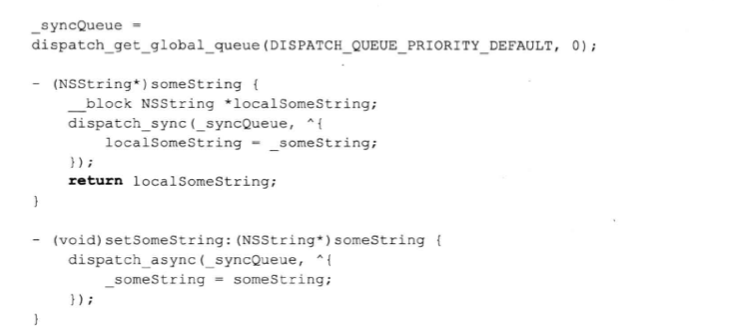 _syncQueue =
dispatch_get_global_queue(DISPATCH_QUEUE_PRIORITY_DEFAULT, 0);
- (NSString*)someString {
__block NSString *localSomeString;
dispatch_sync(_syncQueue, ^{
localSomeString = _someString;
});
return localSomeString;
}
- (void)setSomeString:(NSString*)someString {
dispatch_async(_syncQueue, ^{
_someString = someString;
});
}